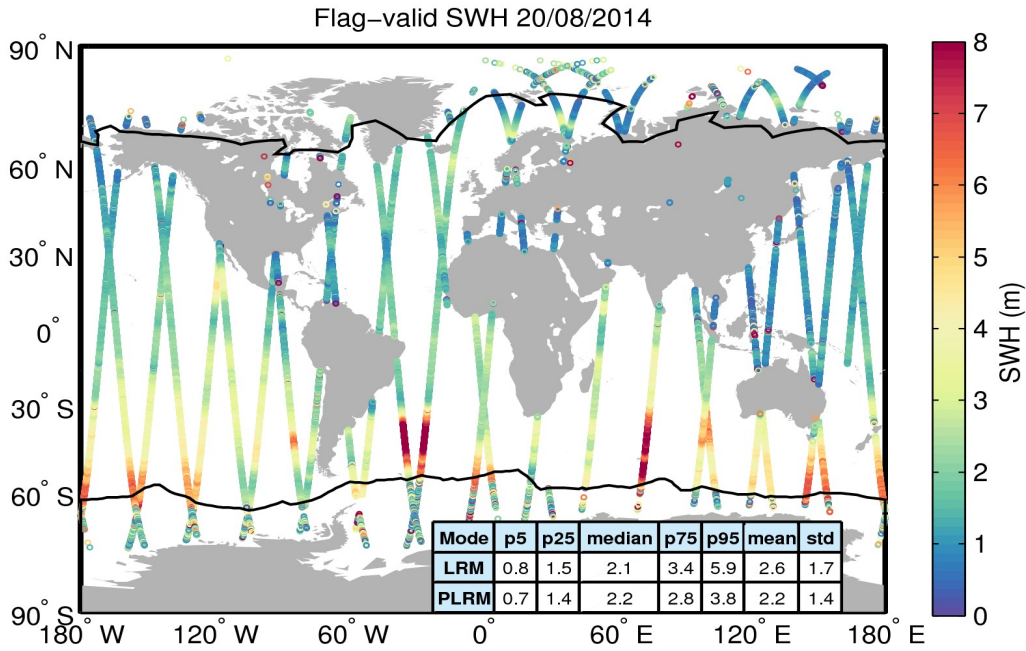 Flag−valid SWH 20/08/2014
90° N
60° N
30° N
0°
30° S
60° S
90° S
180° W 120° W 60° W 0° 60° E 120° E 180° E
Mode p5 p25 median p75 p95 mean std
LRM 0.8 1.5 2.1 3.4 5.9 2.6 1.7
PLRM 0.7 1.4 2.2 2.8 3.8 2.2 1.4
8
7
6
5
4
3
2
1
0
SWH (m)